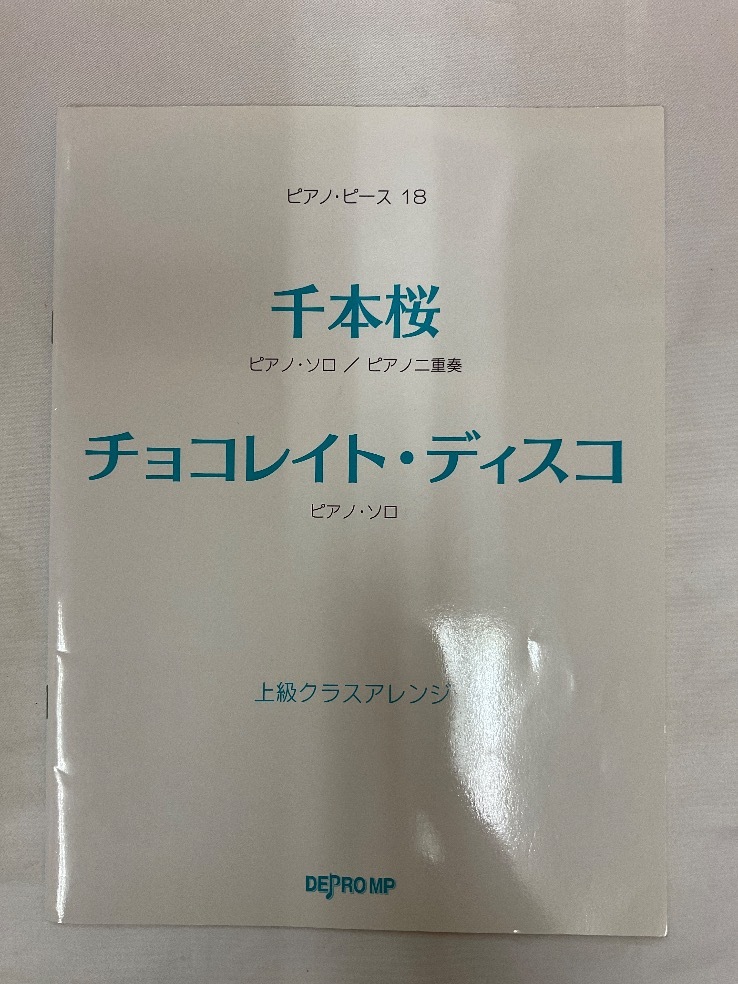 ピアノ・ピース 18
千本桜
ピアノ・ソロ / ピアノ二重奏
チョコレイト・ディスコ
ピアノ・ソロ
上級クラスアレンジ
DEPRO MP